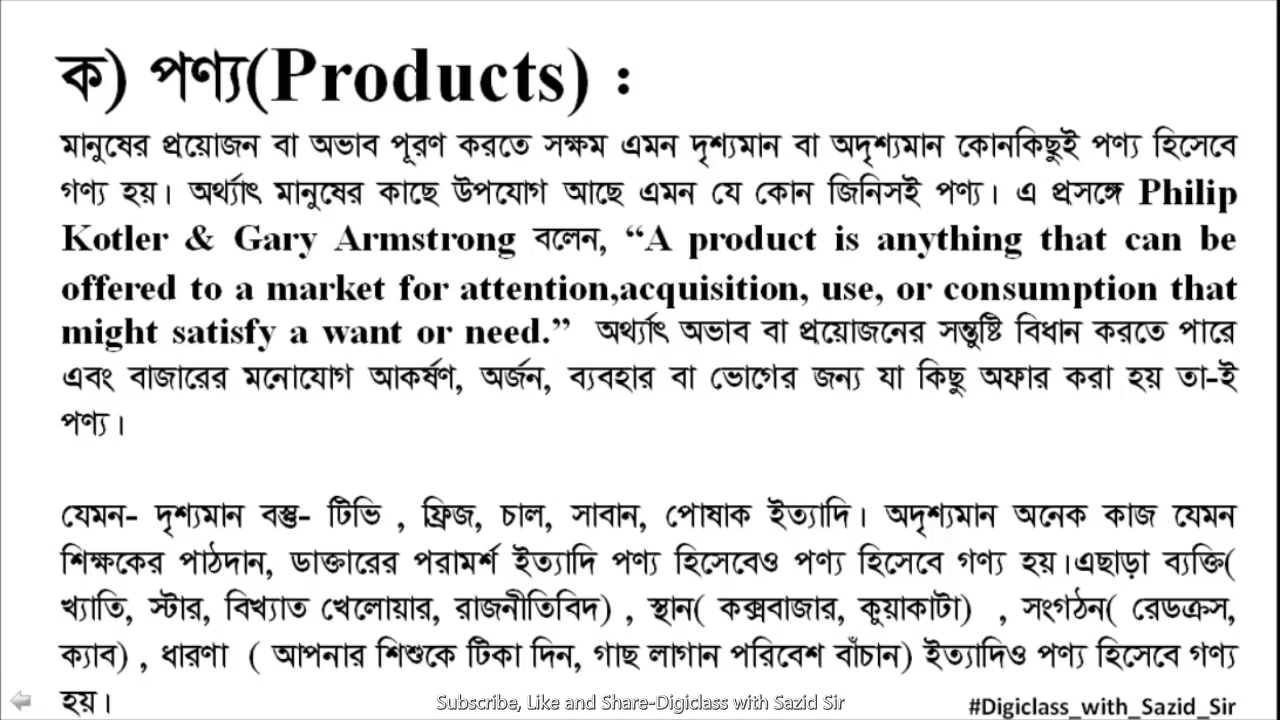 ক) পণ্য(Products) :
মানুষের প্রয়োজন বা অভাব পূরণ করতে সক্ষম এমন দৃশ্যমান বা অদৃশ্যমান কোনকিছুই পণ্য হিসেবে
গণ্য হয়। অর্থ্যাৎ মানুষের কাছে উপযোগ আছে এমন যে কোন জিনিসই পণ্য। এ প্রসঙ্গে Philip
Kotler & Gary Armstrong বলেন, “A product is anything that can be
offered to a market for attention,acquisition, use, or consumption that
might satisfy a want or need.” অর্থ্যাৎ অভাব বা প্রয়োজনের সন্তুষ্টি বিধান করতে পারে
এবং বাজারের মনোযোগ আকর্ষণ, অর্জন, ব্যবহার বা ভোগের জন্য যা কিছু অফার করা হয় তা-ই
পণ্য।
যেমন- দৃশ্যমান বস্তু- টিভি , ফ্রিজ, চাল, সাবান, পোষাক ইত্যাদি। অদৃশ্যমান অনেক কাজ যেমন
শিক্ষকের পাঠদান, ডাক্তারের পরামর্শ ইত্যাদি পণ্য হিসেবেও পণ্য হিসেবে গণ্য হয়।এছাড়া ব্যক্তি(
খ্যাতি, স্টার, বিখ্যাত খেলোয়ার, রাজনীতিবিদ) , স্থান( কক্সবাজার, কুয়াকাটা) , সংগঠন( রেডক্রস,
ক্যাব) , ধারণা ( আপনার শিশুকে টিকা দিন, গাছ লাগান পরিবেশ বাঁচান) ইত্যাদিও পণ্য হিসেবে গণ্য
হয়।
Subscribe, Like and Share-Digiclass with Sazid Sir
#Digiclass_with_Sazid_Sir